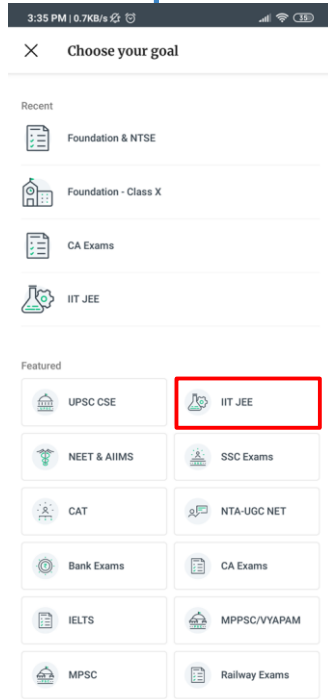 3:35 PM | 0.7KB/s
15
Choose your goal
Recent
Foundation & NTSE
Foundation - Class X
CA Exams
IIT JEE
Featured
UPSC CSE
IIT JEE
NEET & AIIMS
SSC Exams
CAT
NTA-UGC NET
Bank Exams
CA Exams
IELTS
MPPSC/VYAPAM
MPSC
Railway Exams